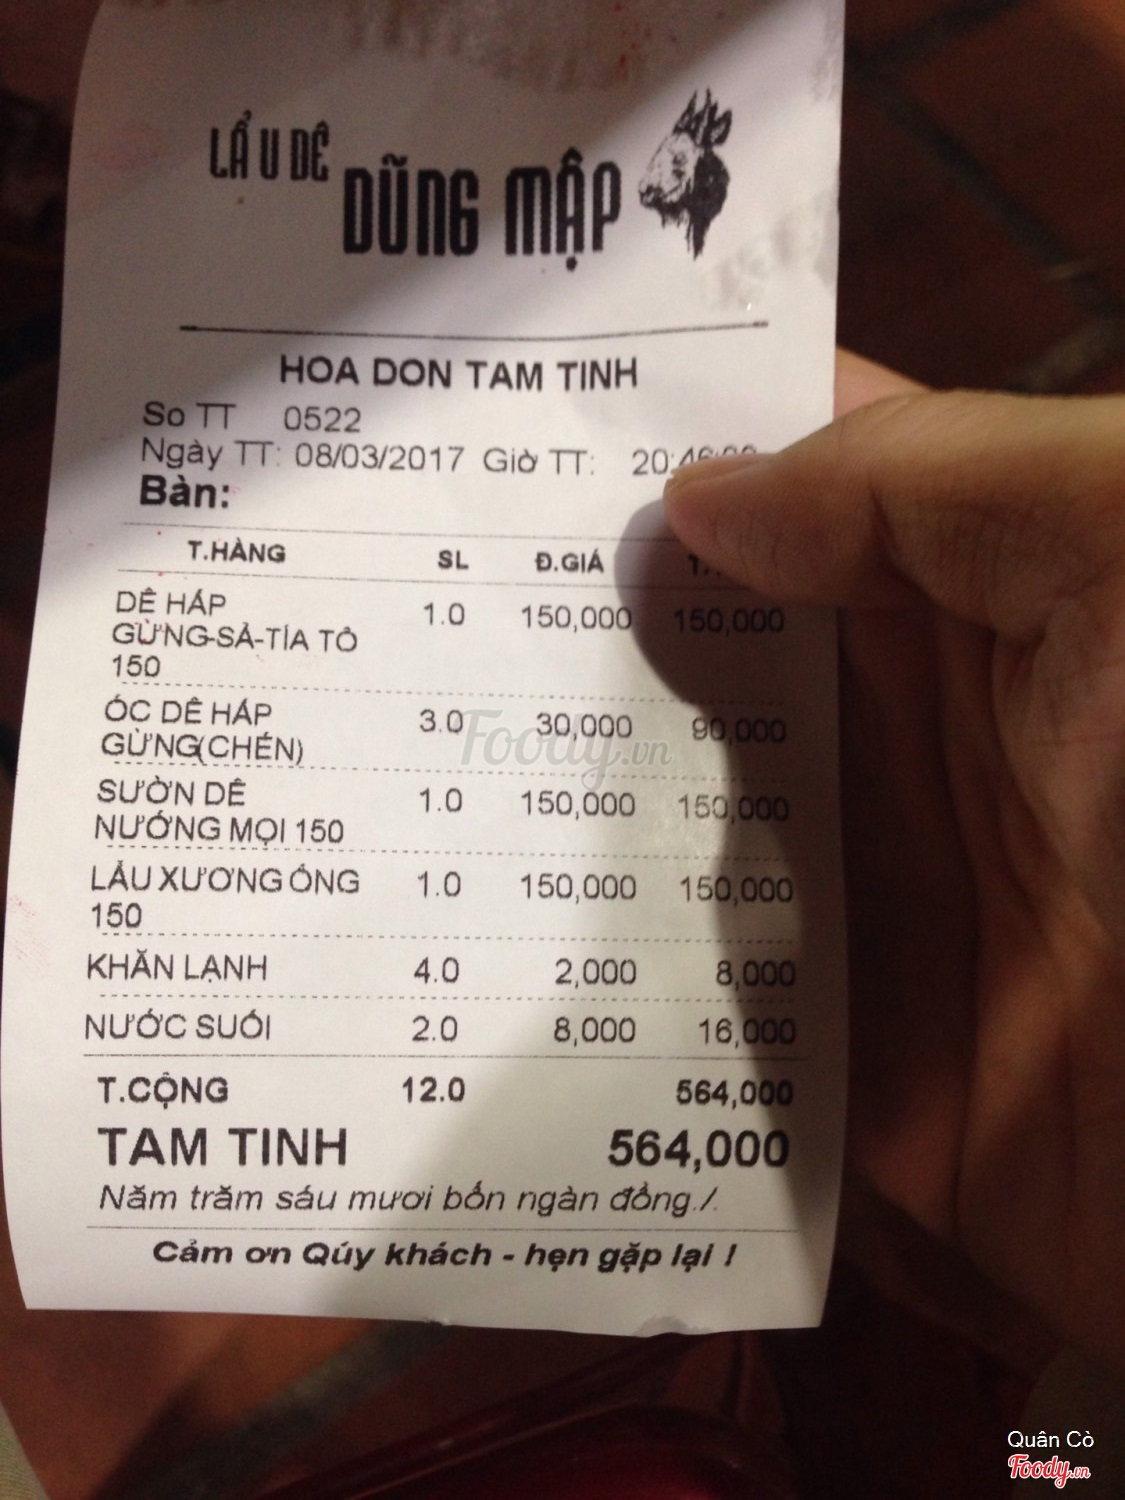 LẨU DÊ
DŨNG MẬP
HOA DON TAM TINH
So TT 0522
Ngày TT: 08/03/2017 Giờ TT:
Bàn:
T.HÀNG SL Đ.GIÁ
DÊ HẤP 1.0 150,000 150,000
GỪNG-SẢ-TÍA TÔ
150
ÓC DÊ HẤP 3.0 30,000 90,000
GỪNG(CHÉN)
SƯỜN DÊ 1.0 150,000 150,000
NƯỚNG MỌI 150
LẨU XƯƠNG ỐNG 1.0 150,000 150,000
150
KHĂN LẠNH 4.0 2,000 8,000
NƯỚC SUỐI 2.0 8,000 16,000
T.CỘNG 12.0 564,000
TAM TINH 564,000
Năm trăm sáu mươi bốn ngàn đồng./.
Cảm ơn Qúy khách - hẹn gặp lại !
Foody.vn
Quân Cò
Foody.vn